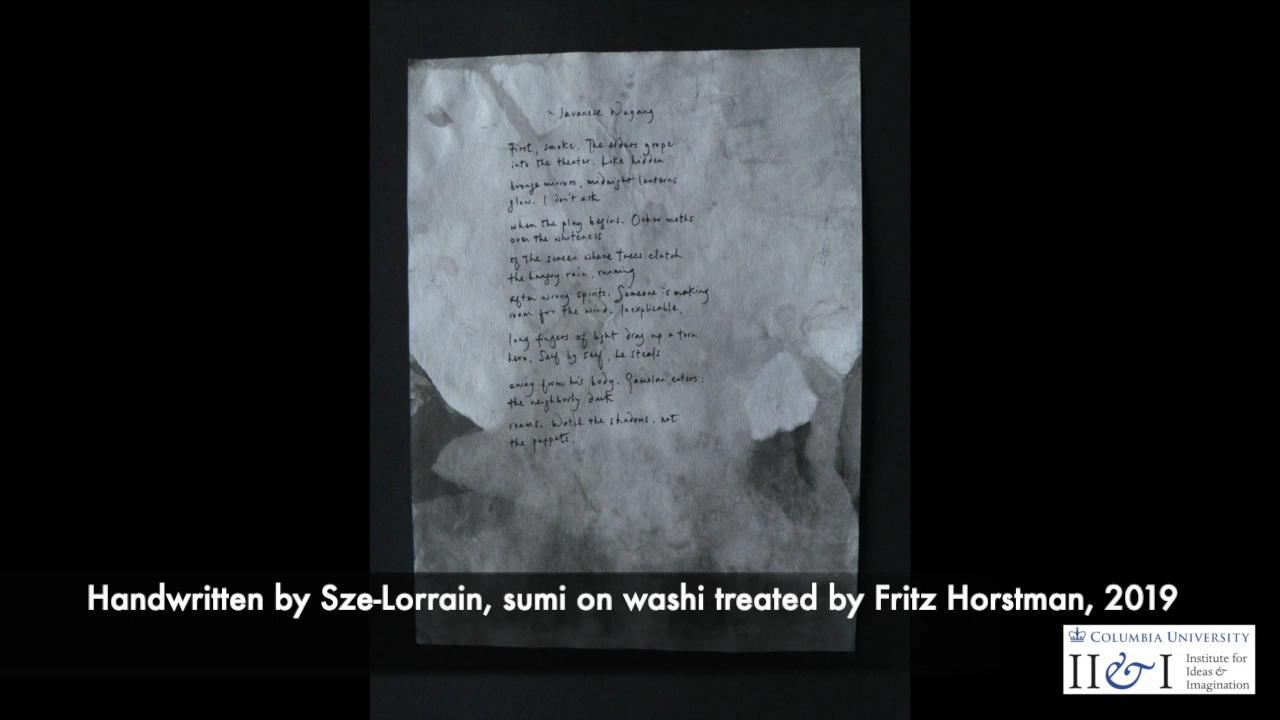 ~ Javanese Wayang
First, smoke. The elders grope
into the theater. Like hidden
bronze mirrors, midnight lanterns
glow. I don't ask
when the play begins. Other moths
over the whiteness
of the screen where trees clutch
the hungry rain, running
after wrong spirits. Someone is making
room for the wind. Inexplicable,
long fingers of light drag up a torn
hero. Self by self, he steals
away from his body. Gamelan enters:
the neighborly dark
roams. Watch the shadows, not
the puppets.
Handwritten by Sze-Lorrain, sumi on washi treated by Fritz Horstman, 2019
COLUMBIA UNIVERSITY
II&I
Institute for
Ideas &
Imagination